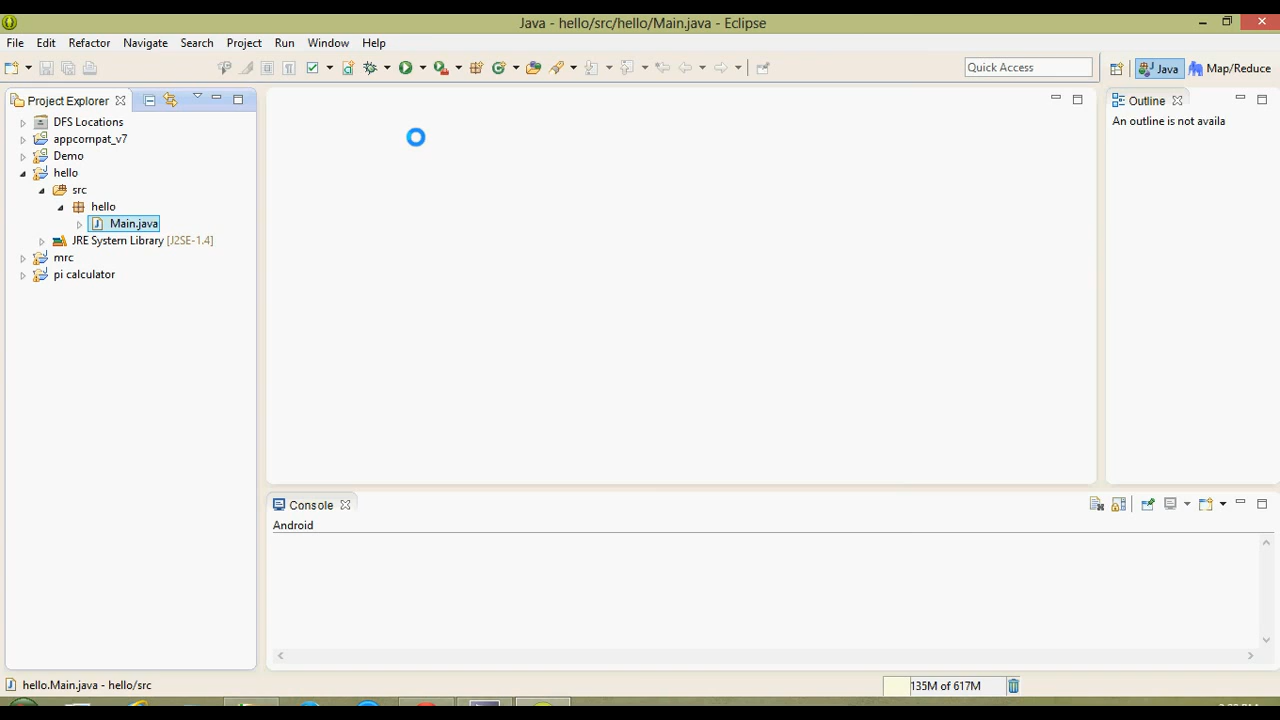 Java - hello/src/hello/Main.java - Eclipse
File Edit Refactor Navigate Search Project Run Window Help
Quick Access
Java
Map/Reduce
Project Explorer
DFS Locations
appcompat_v7
Demo
hello
src
hello
Main.java
JRE System Library [J2SE-1.4]
mrc
pi calculator
Outline
An outline is not availa
Console
Android
hello.Main.java - hello/src
135M of 617M